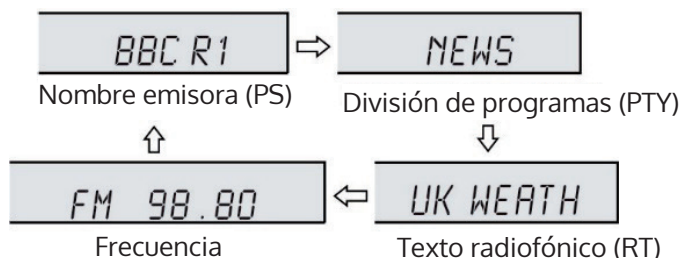 BBC R1
NEWS
Nombre emisora (PS)
División de programas (PTY)
FM 98.80
UK WEATH
Frecuencia
Texto radiofónico (RT)